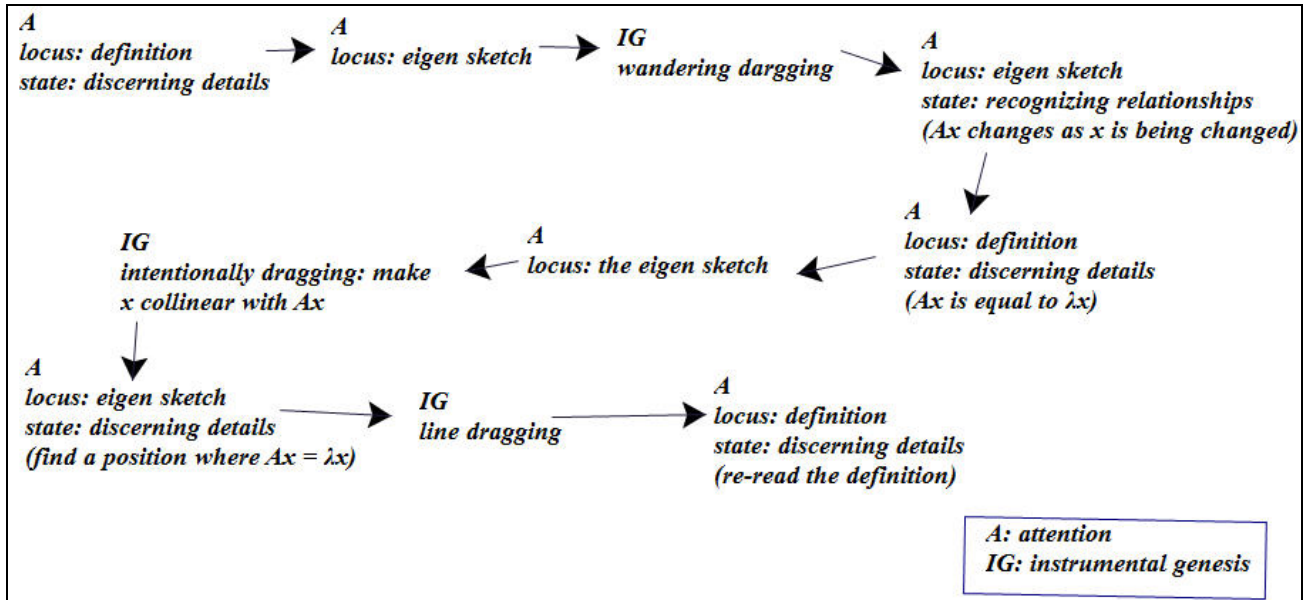 A
locus: definition
state: discerning details
A
locus: eigen sketch
IG
wandering dargging
A
locus: eigen sketch
state: recognizing relationships
(Ax changes as x is being changed)
A
locus: definition
state: discerning details
(Ax is equal to λx)
A
locus: the eigen sketch
IG
intentionally dragging: make
x collinear with Ax
A
locus: eigen sketch
state: discerning details
(find a position where Ax = λx)
IG
line dragging
A
locus: definition
state: discerning details
(re-read the definition)
A: attention
IG: instrumental genesis